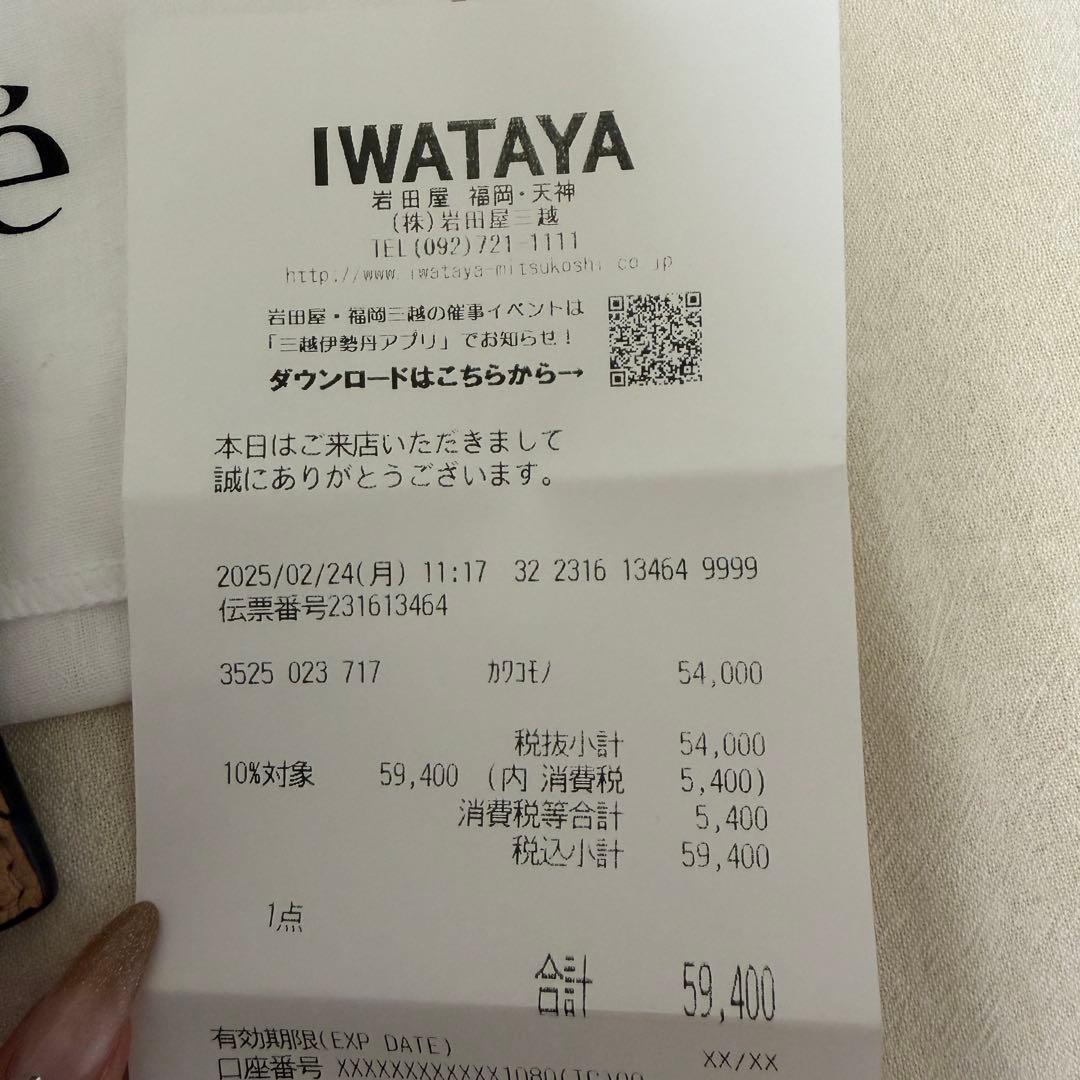 é
IWATAYA
岩田屋 福岡・天神
(株)岩田屋三越
TEL(092)721-1111
http://www.iwataya-mitsukoshi.co.jp
岩田屋・福岡三越の催事イベントは
「三越伊勢丹アプリ」でお知らせ!
ダウンロードはこちらから→
本日はご来店いただきまして
誠にありがとうございます。
2025/02/24(月) 11:17 32 2316 13464 9999
伝票番号231613464
3525 023 717 カワコモノ 54,000
税抜小計 54,000
10%対象 59,400 (内 消費税 5,400)
消費税等合計 5,400
税込小計 59,400
1点
合計 59,400
有効期限(EXP DATE) XX/XX
口座番号 XXXXXXXXXXXX1080(IC)00